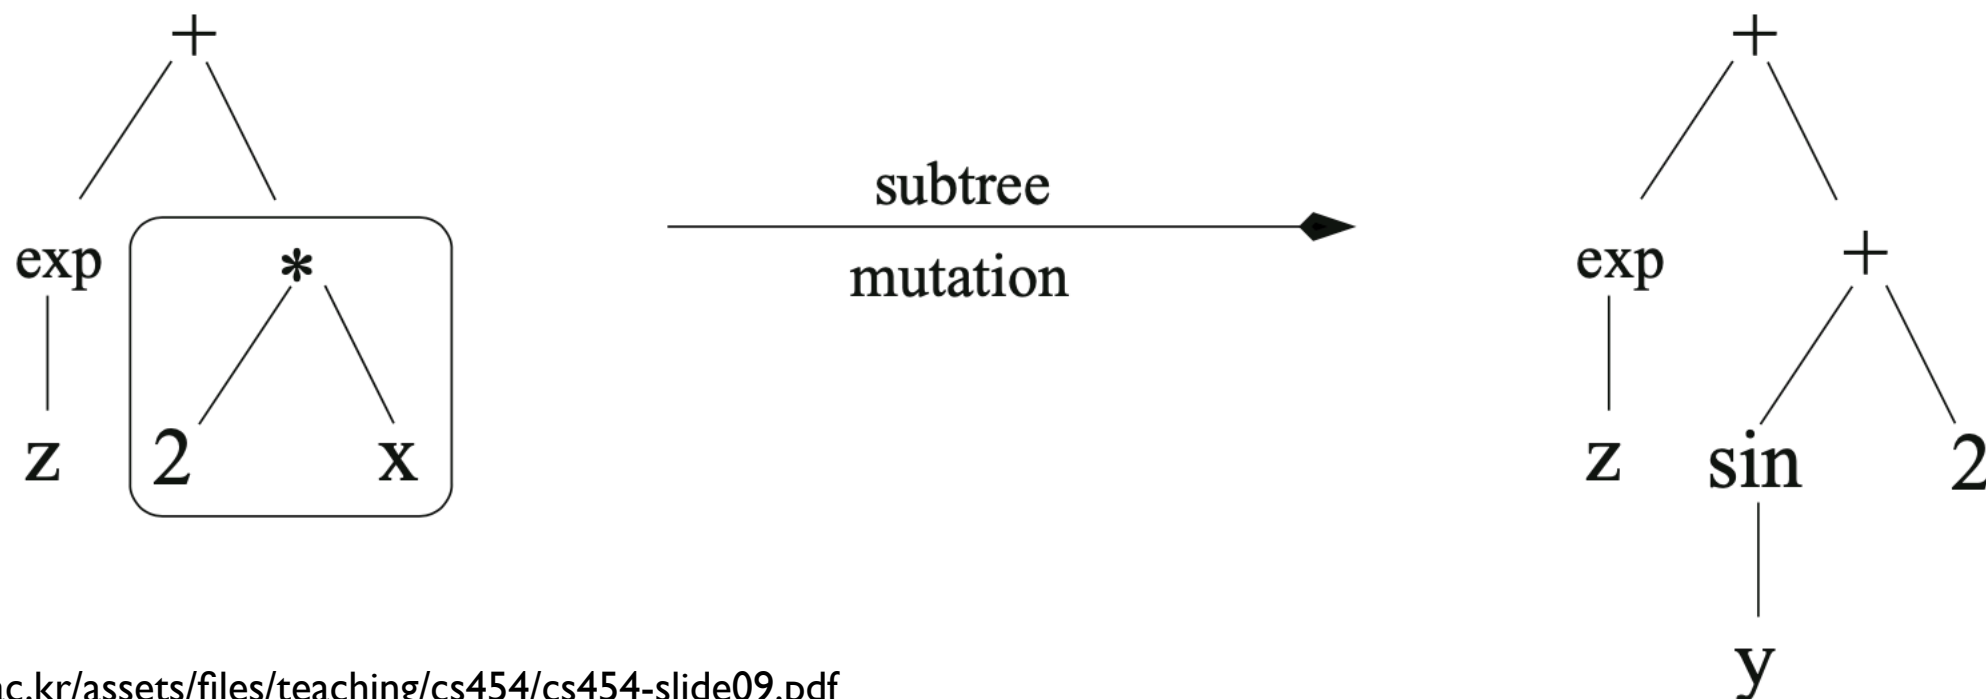 + +
exp * subtree exp +
mutation
z 2 x z sin 2
y
ac.kr/assets/files/teaching/cs454/cs454-slide09.pdf